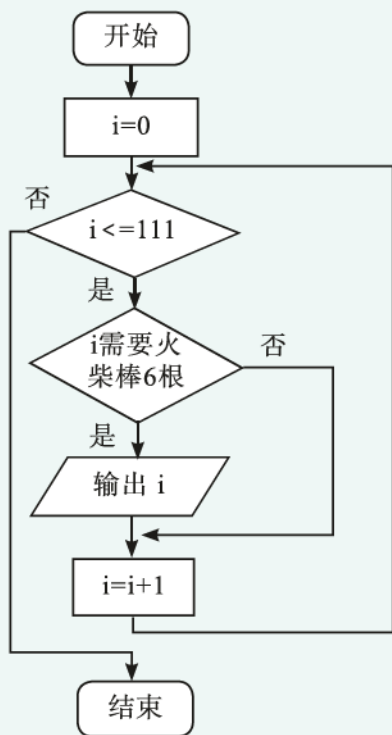 开始
i=0
否
i<=111
是
i需要火
柴棒6根
否
是
输出 i
i=i+1
结束